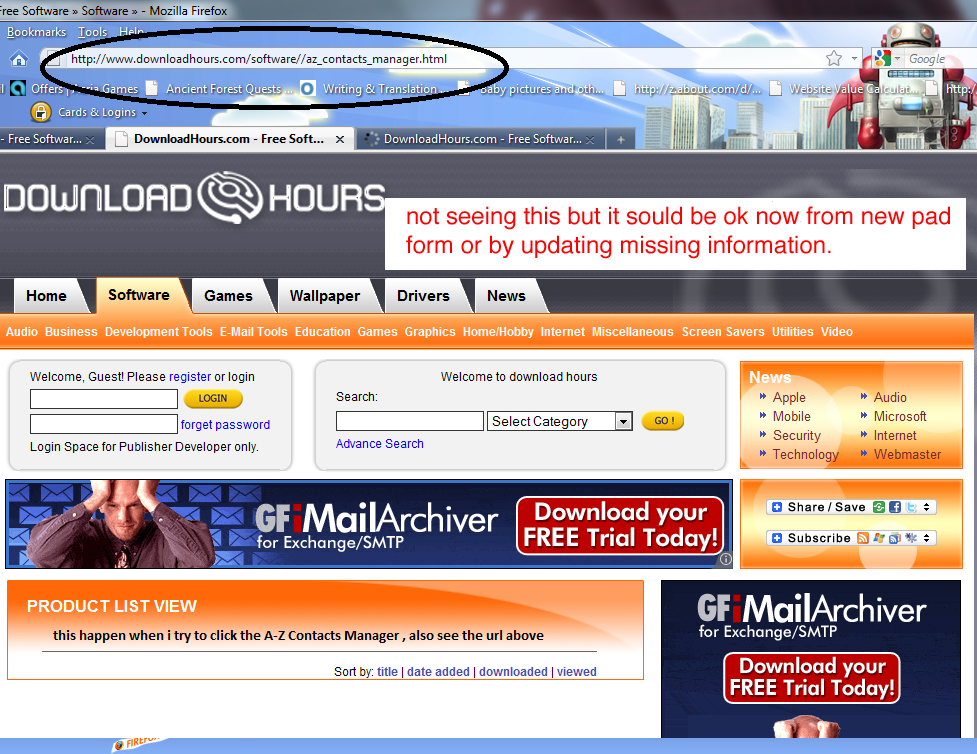 Free Software » Software » - Mozilla Firefox
Bookmarks Tools Help
http://www.downloadhours.com/software//az_contacts_manager.html
Google
Offers Games Ancient Forest Quests... Writing & Translation... Baby pictures and oth... http://z.about.com/d/... Website Value Calculat... http:
Cards & Logins
- Free Softwar... DownloadHours.com - Free Soft... DownloadHours.com - Free Softwar...
DOWNLOAD HOURS
not seeing this but it sould be ok now from new pad
form or by updating missing information.
Home Software Games Wallpaper Drivers News
Audio Business Development Tools E-Mail Tools Education Games Graphics Home/Hobby Internet Miscellaneous Screen Savers Utilities Video
Welcome, Guest! Please register or login
LOGIN
forget password
Login Space for Publisher Developer only.
Welcome to download hours
Search:
Select Category GO !
Advance Search
News
Apple Audio
Mobile Microsoft
Security Internet
Technology Webmaster
GFi MailArchiver
for Exchange/SMTP
Download your
FREE Trial Today!
Share / Save
Subscribe
PRODUCT LIST VIEW
this happen when i try to click the A-Z Contacts Manager , also see the url above
Sort by: title | date added | downloaded | viewed
GFi MailArchiver
for Exchange/SMTP
Download your
FREE Trial Today!